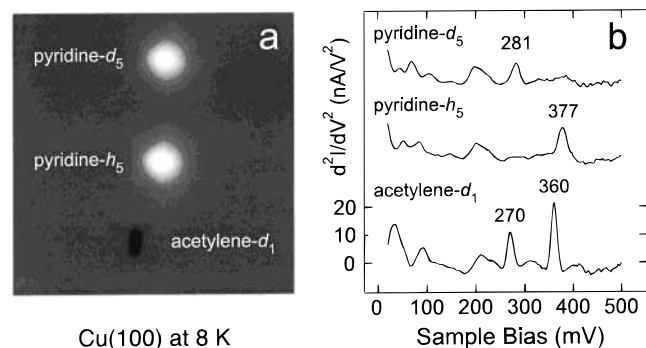 a
pyridine-d5
pyridine-h5
acetylene-d1
Cu(100) at 8 K
b
d²I/dV² (nA/V²)
pyridine-d5
281
pyridine-h5
377
acetylene-d1
270
360
20
10
0
0 100 200 300 400 500
Sample Bias (mV)